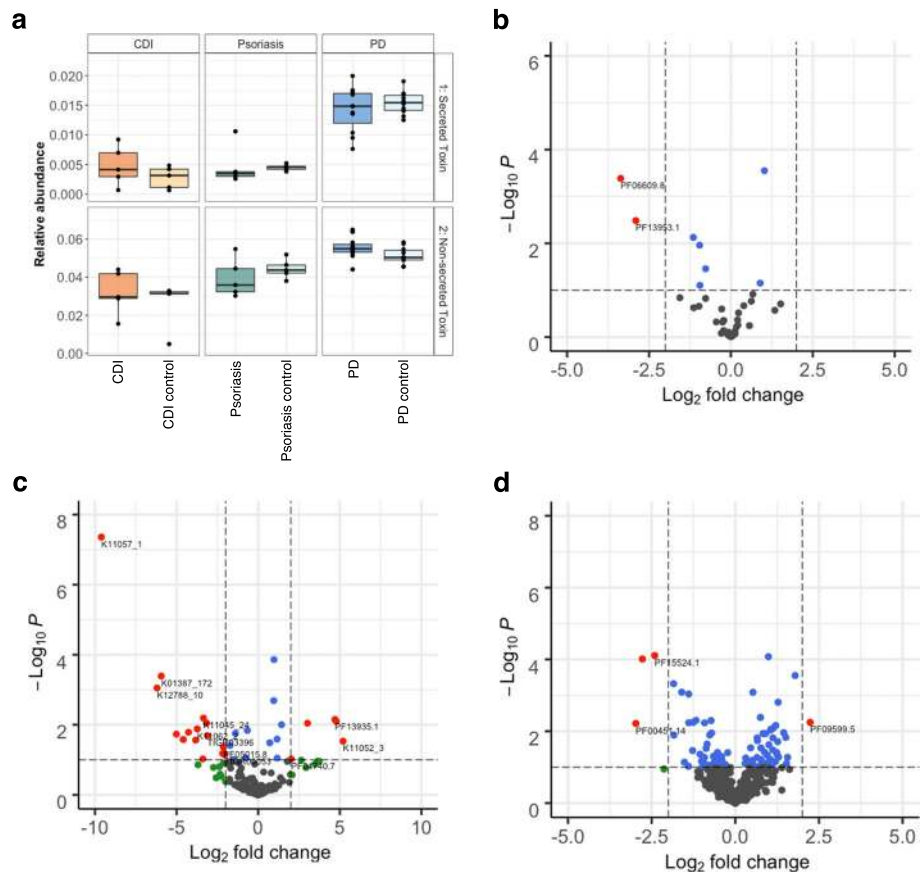 a
CDI
Psoriasis
PD
Relative abundance
0.020
0.015
0.010
0.005
0.000
1: Secreted Toxin
0.06
0.04
0.02
0.00
2: Non-secreted Toxin
CDI
CDI control
Psoriasis
Psoriasis control
PD
PD control
b
− Log10 P
6
4
2
0
PF06609.8
PF13953.1
-5.0
-2.5
0.0
2.5
5.0
Log2 fold change
c
− Log10 P
8
6
4
2
0
K11057_1
K01387_172
K12788_10
K11045_24
PF13935.1
K11052_3
PF04740.7
-10
-5
0
5
10
Log2 fold change
d
− Log10 P
8
6
4
2
0
PF15524.1
PF00451.14
PF09599.5
-5.0
-2.5
0.0
2.5
5.0
Log2 fold change